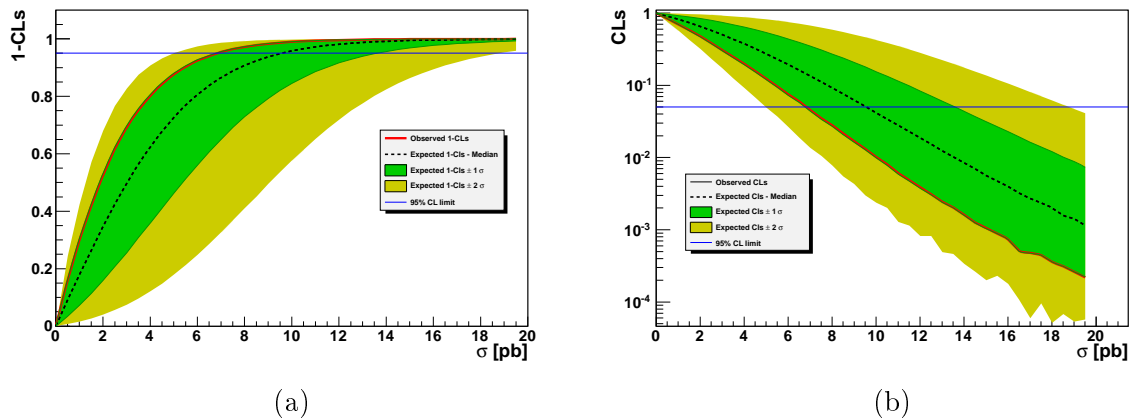 1-CLs
1
0.8
0.6
0.4
0.2
0
0 2 4 6 8 10 12 14 16 18 20
σ [pb]
Observed 1-CLs
Expected 1-Cls - Median
Expected 1-Cls ± 1 σ
Expected 1-Cls ± 2 σ
95% CL limit
(a)
CLs
1
10⁻¹
10⁻²
10⁻³
10⁻⁴
0 2 4 6 8 10 12 14 16 18 20
σ [pb]
Observed CLs
Expected Cls - Median
Expected Cls ± 1 σ
Expected Cls ± 2 σ
95% CL limit
(b)